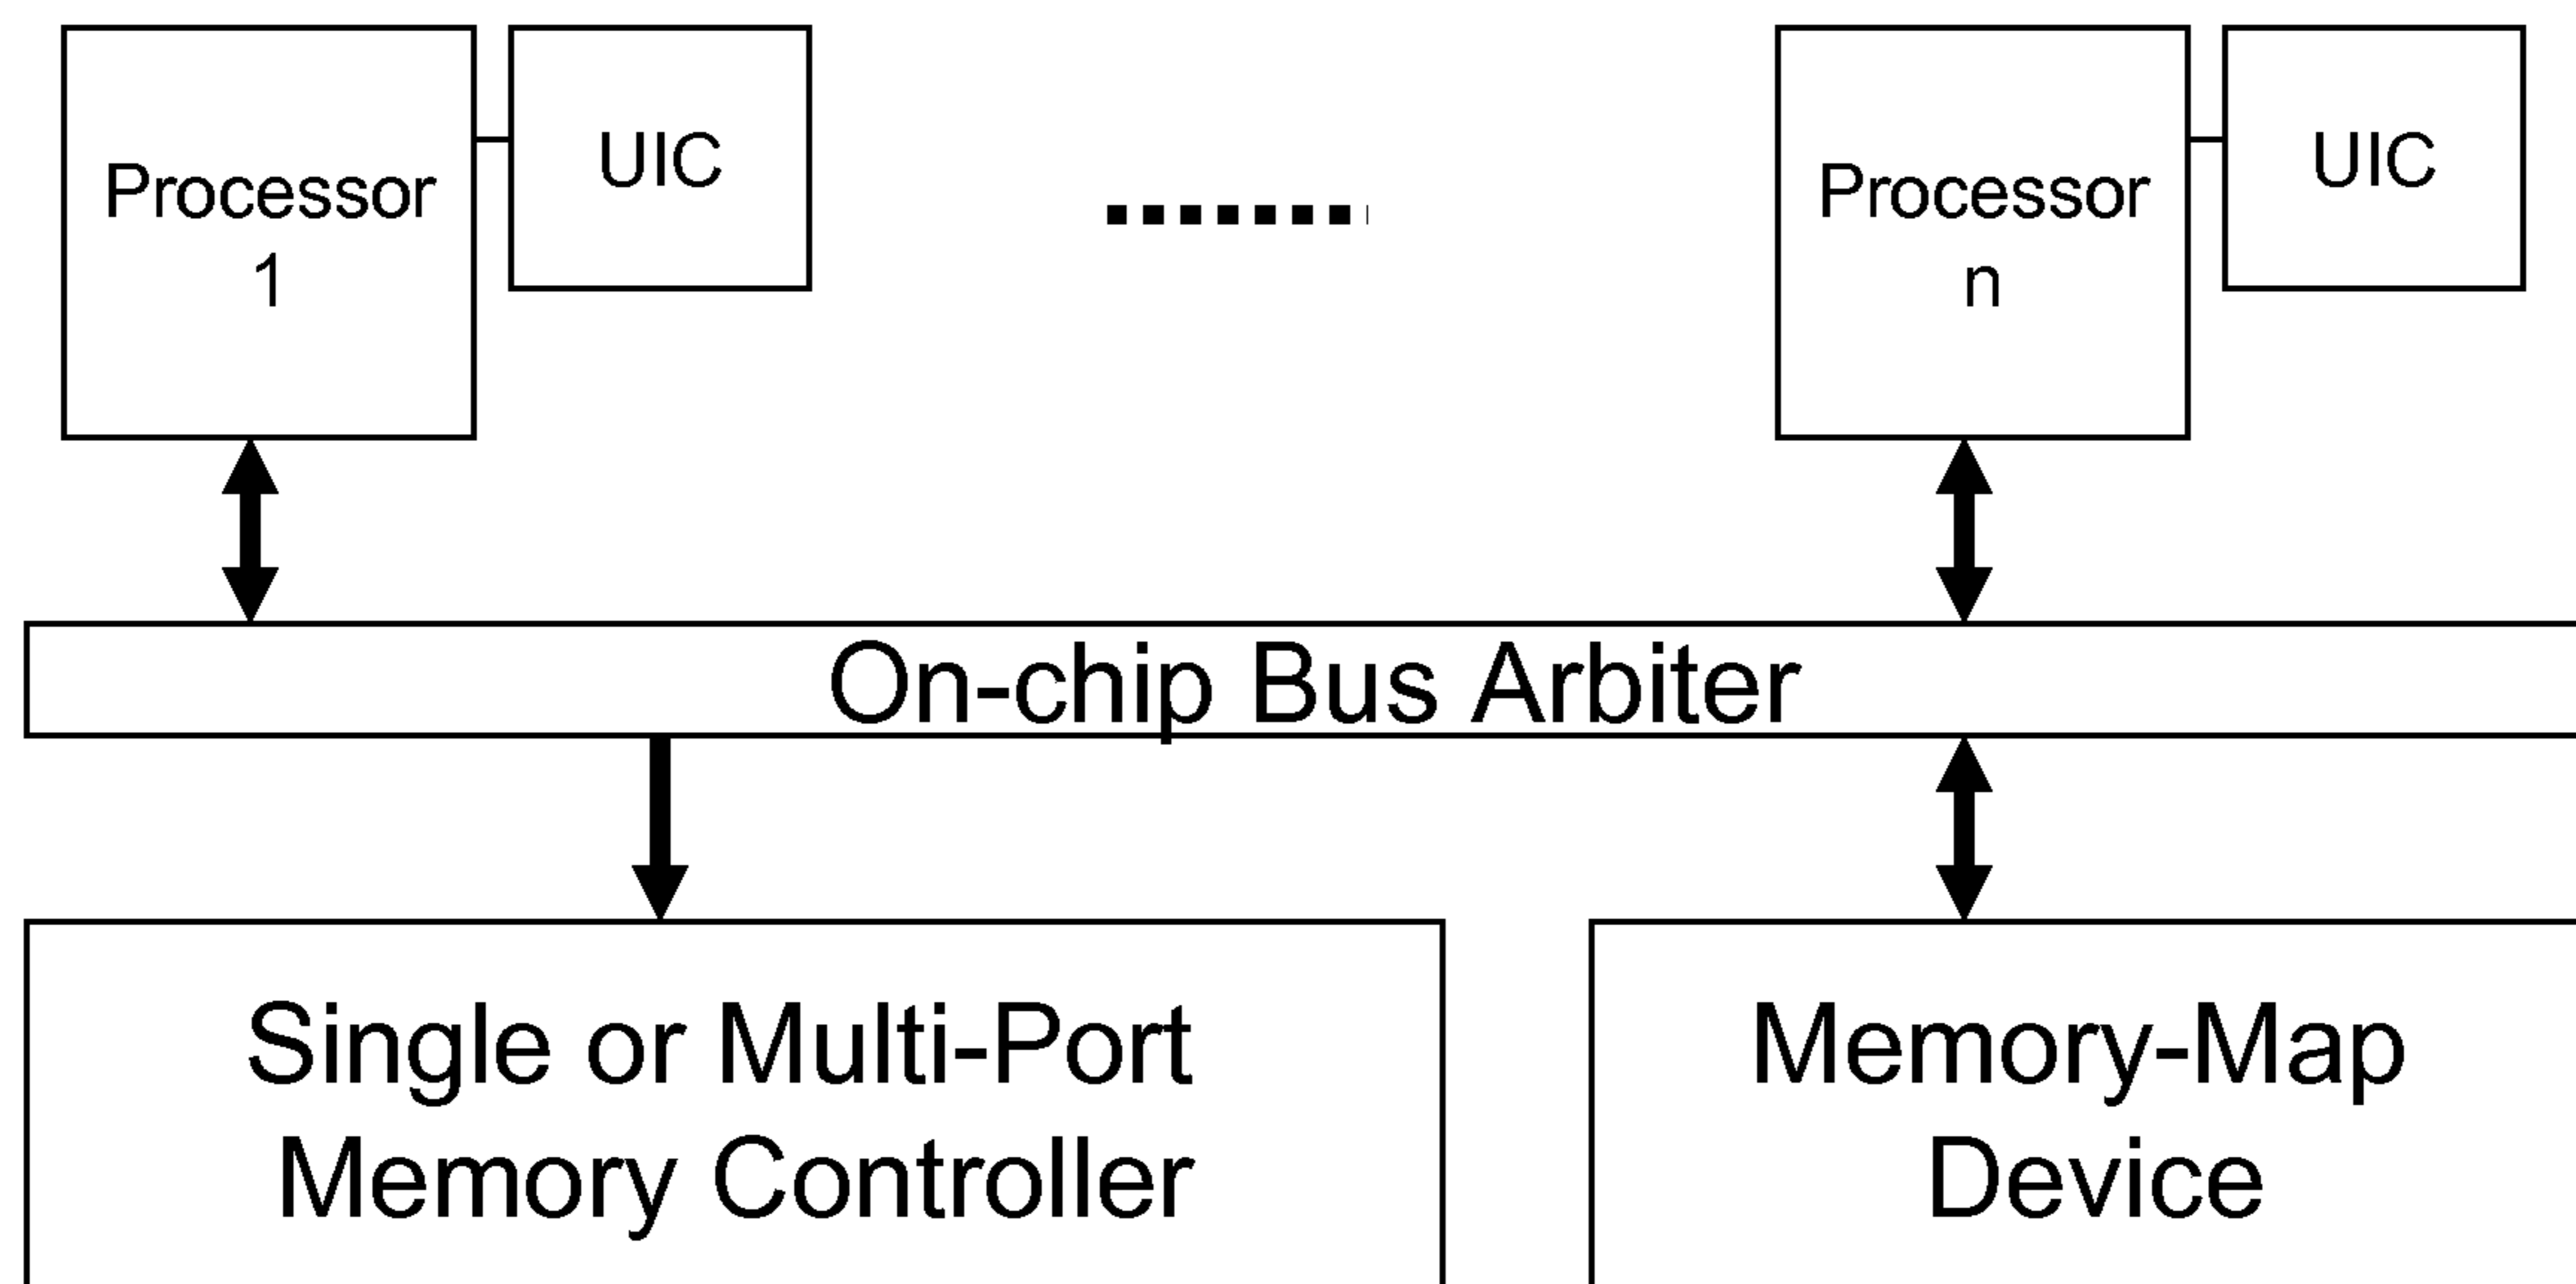 Processor
1
UIC
Processor
n
UIC
On-chip Bus Arbiter
Single or Multi-Port
Memory Controller
Memory-Map
Device